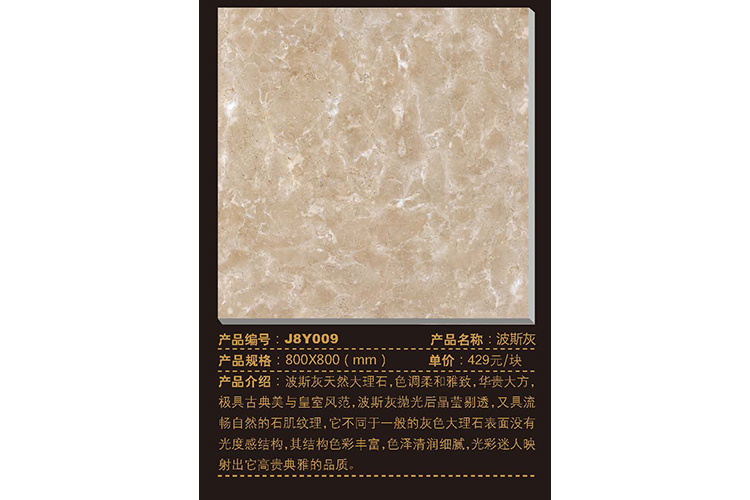 产品编号：J8Y009 产品名称：波斯灰
产品规格：800X800（mm） 单价：429元/块
产品介绍：波斯灰天然大理石，色调柔和雅致，华贵大方，
极具古典美与皇室风范，波斯灰抛光后晶莹剔透，又具流
畅自然的石肌纹理，它不同于一般的灰色大理石表面没有
光度感结构，其结构色彩丰富，色泽清润细腻，光彩迷人映
射出它高贵典雅的品质。